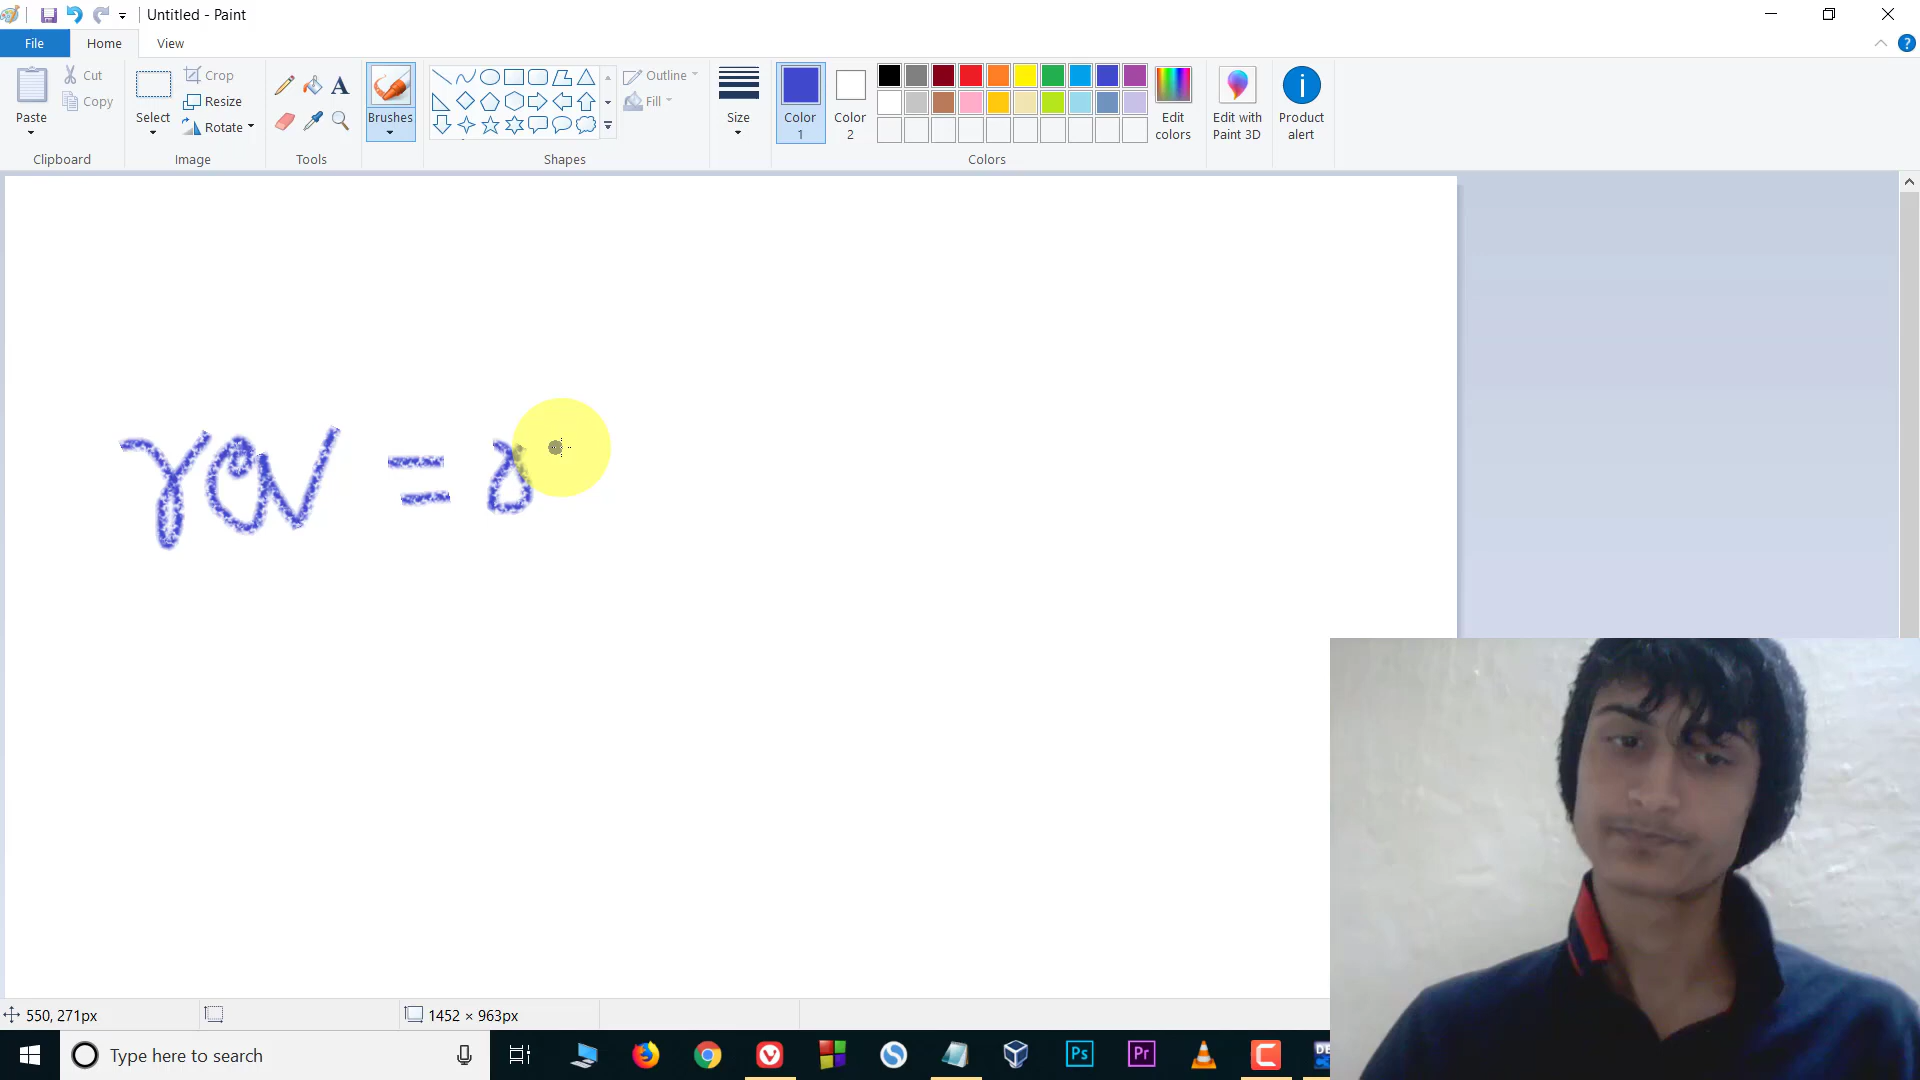 Untitled - Paint
File Home View
Paste
Cut
Copy
Clipboard
Select
Crop
Resize
Rotate
Image
Tools
Brushes
Shapes
Outline
Fill
Size
Color 1
Color 2
Colors
Edit colors
Edit with Paint 3D
Product alert
=
550, 271px
1452 × 963px
Type here to search
Ps
Pr